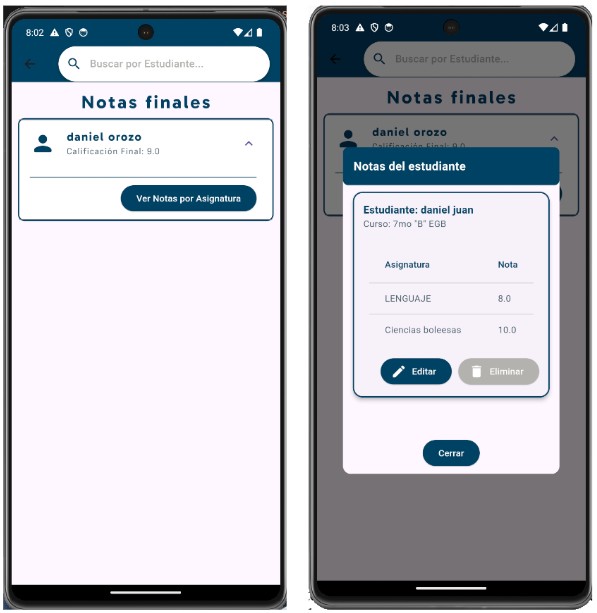 8:02
Buscar por Estudiante...
Notas finales
daniel orozo
Calificación Final: 9.0
Ver Notas por Asignatura
8:03
Buscar por Estudiante...
Notas finales
daniel orozo
Calificación Final: 9.0
Notas del estudiante
Estudiante: daniel juan
Curso: 7mo "B" EGB
Asignatura Nota
LENGUAJE 8.0
Ciencias boleesas 10.0
Editar Eliminar
Cerrar